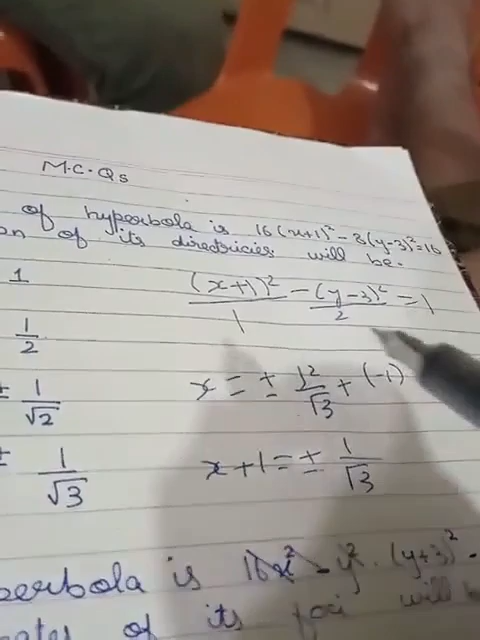 M.C.Qs
of hyperbola is 16(x+1)² - 8(y-3)² = 16
of its directricies will be.
1
(x+1)²/1 - (y-3)²/2 = 1
1/2
x = ± 1²/√3 + (-1)
± 1/√2
x+1 = ± 1/√3
± 1/√3
is 16x² - y² . (y+3)² -
of its foci will